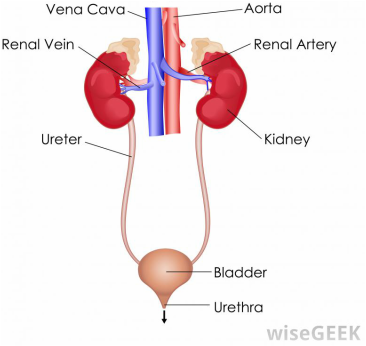 Vena Cava
Aorta
Renal Vein
Renal Artery
Ureter
Kidney
Bladder
Urethra
wiseGEEK